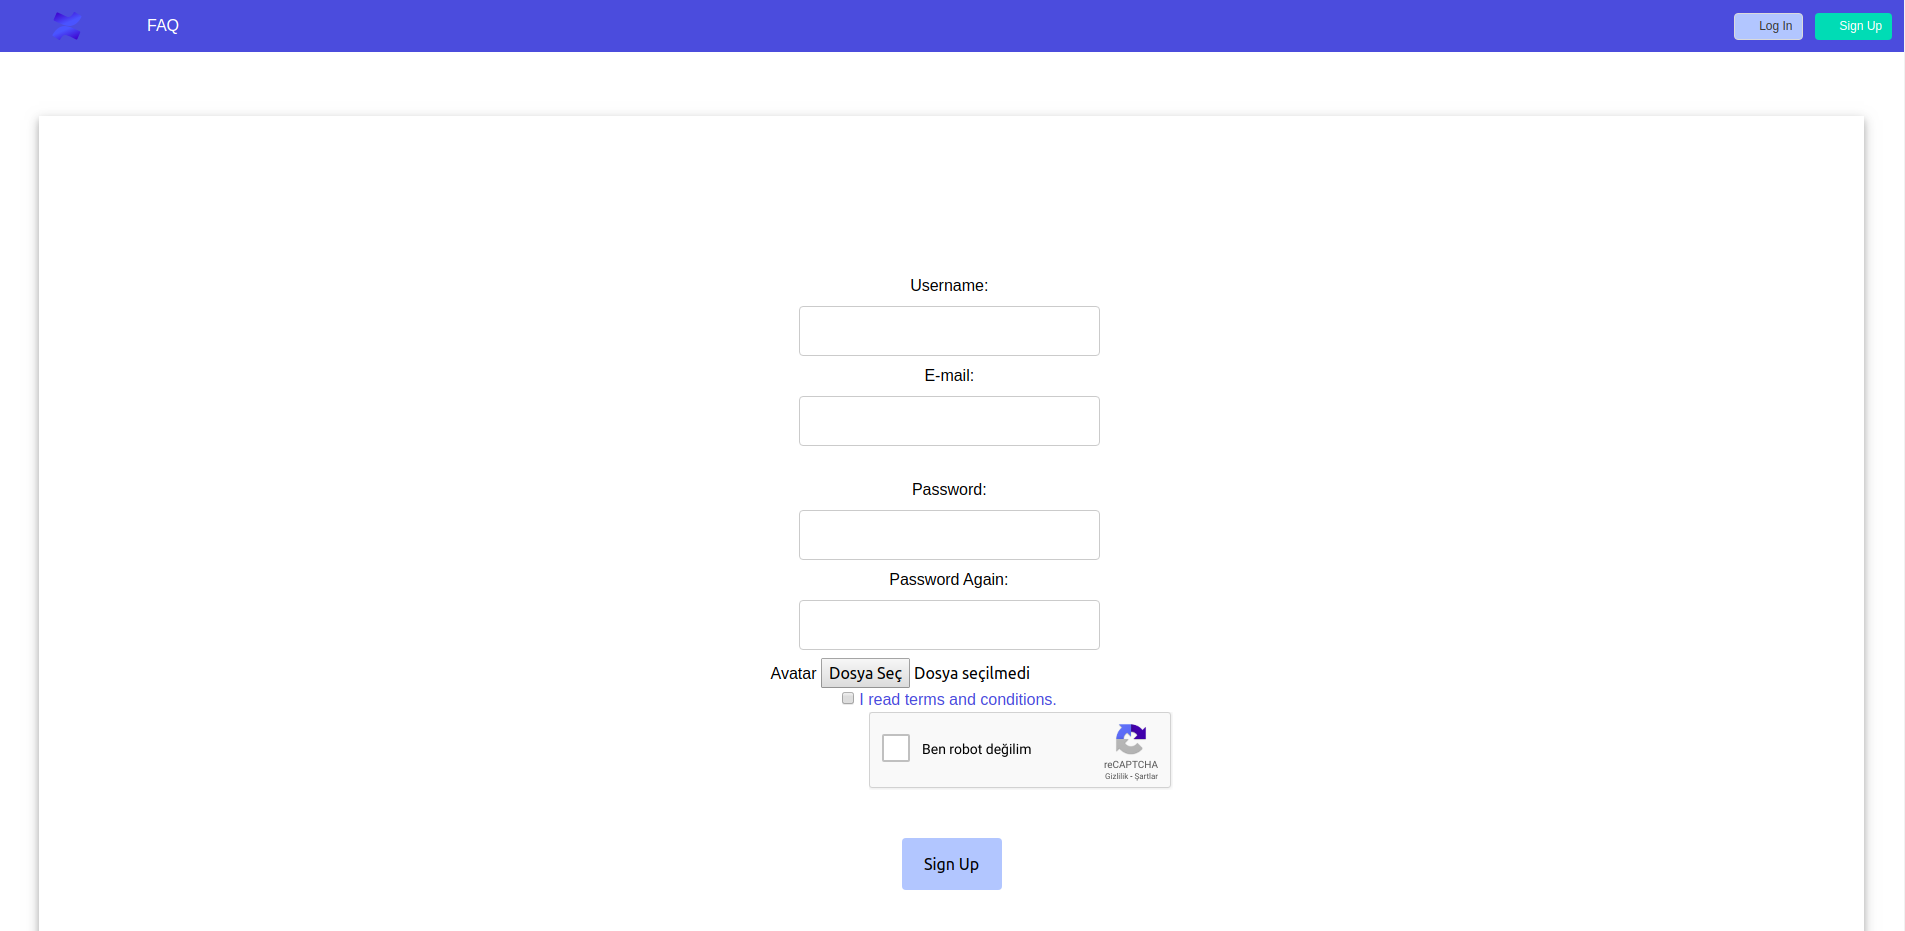 FAQ
Log In
Sign Up
Username:
E-mail:
Password:
Password Again:
Avatar Dosya Seç Dosya seçilmedi
I read terms and conditions.
Ben robot değilim
reCAPTCHA
Gizlilik - Şartlar
Sign Up